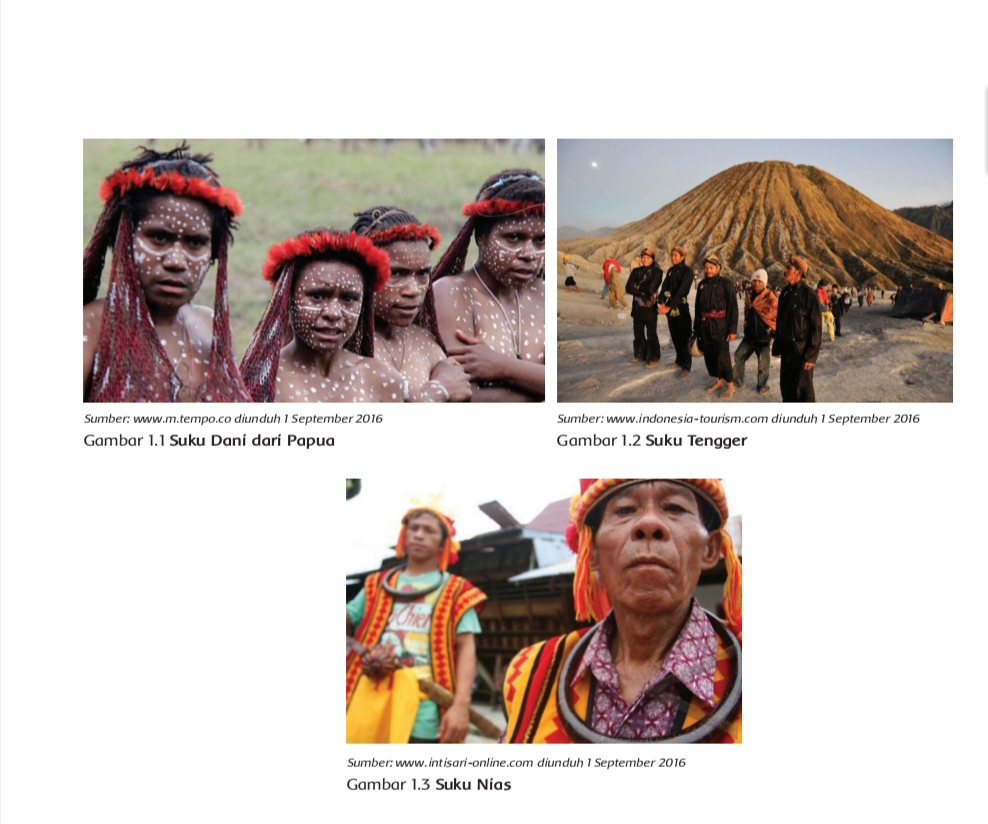 Sumber: www.m.tempo.co diunduh 1 September 2016
Gambar 1.1 Suku Dani dari Papua
Sumber: www.indonesia-tourism.com diunduh 1 September 2016
Gambar 1.2 Suku Tengger
Chier
Sumber: www.intisari-online.com diunduh 1 September 2016
Gambar 1.3 Suku Nias